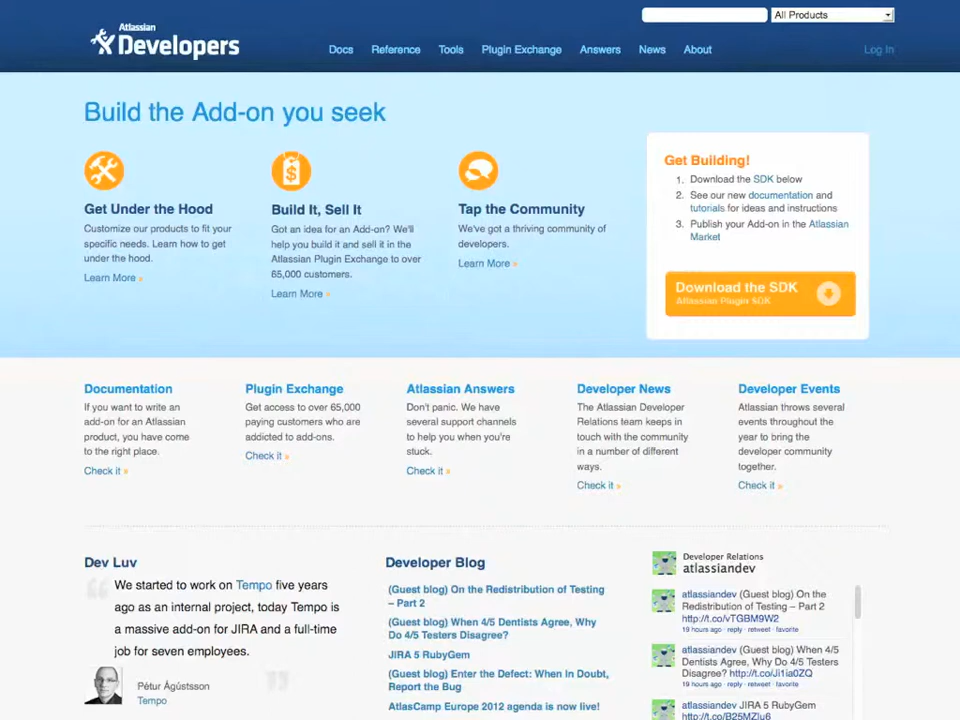 Atlassian
Developers
All Products
Docs Reference Tools Plugin Exchange Answers News About
Log In
Build the Add-on you seek
Get Under the Hood
Customize our products to fit your
specific needs. Learn how to get
under the hood.
Learn More »
Build It, Sell It
Got an idea for an Add-on? We'll
help you build it and sell it in the
Atlassian Plugin Exchange to over
65,000 customers.
Learn More »
Tap the Community
We've got a thriving community of
developers.
Learn More »
Get Building!
1. Download the SDK below
2. See our new documentation and
tutorials for ideas and instructions
3. Publish your Add-on in the Atlassian
Market
Download the SDK
Atlassian Plugin SDK
Documentation
If you want to write an
add-on for an Atlassian
product, you have come
to the right place.
Check it »
Plugin Exchange
Get access to over 65,000
paying customers who are
addicted to add-ons.
Check it »
Atlassian Answers
Don't panic. We have
several support channels
to help you when you're
stuck.
Check it »
Developer News
The Atlassian Developer
Relations team keeps in
touch with the community
in a number of different
ways.
Check it »
Developer Events
Atlassian throws several
events throughout the
year to bring the
developer community
together.
Check it »
Dev Luv
We started to work on Tempo five years
ago as an internal project, today Tempo is
a massive add-on for JIRA and a full-time
job for seven employees.
Pétur Ágústsson
Tempo
Developer Blog
(Guest blog) On the Redistribution of Testing
– Part 2
(Guest blog) When 4/5 Dentists Agree, Why
Do 4/5 Testers Disagree?
JIRA 5 RubyGem
(Guest blog) Enter the Defect: When In Doubt,
Report the Bug
AtlasCamp Europe 2012 agenda is now live!
Developer Relations
atlassiandev
atlassiandev (Guest blog) On the
Redistribution of Testing – Part 2
http://t.co/vTGBM9W2
19 hours ago · reply · retweet · favorite
atlassiandev (Guest blog) When 4/5
Dentists Agree, Why Do 4/5 Testers
Disagree? http://t.co/Ji1ia0ZQ
19 hours ago · reply · retweet · favorite
atlassiandev JIRA 5 RubyGem
http://t.co/B25MZlu6